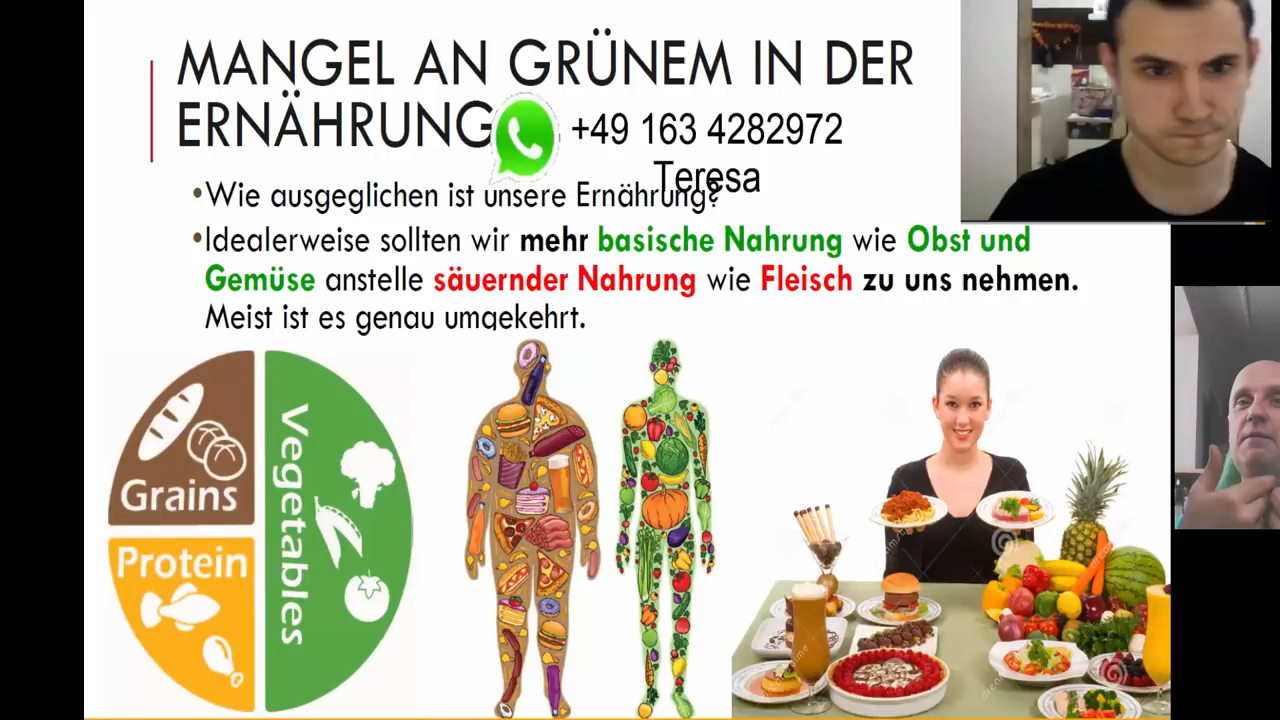 MANGEL AN GRÜNEM IN DER
ERNÄHRUNG
+49 163 4282972
Teresa
•Wie ausgeglichen ist unsere Ernährung?
•Idealerweise sollten wir mehr basische Nahrung wie Obst und
Gemüse anstelle säuernder Nahrung wie Fleisch zu uns nehmen.
Meist ist es genau umgekehrt.
Grains
Protein
Vegetables